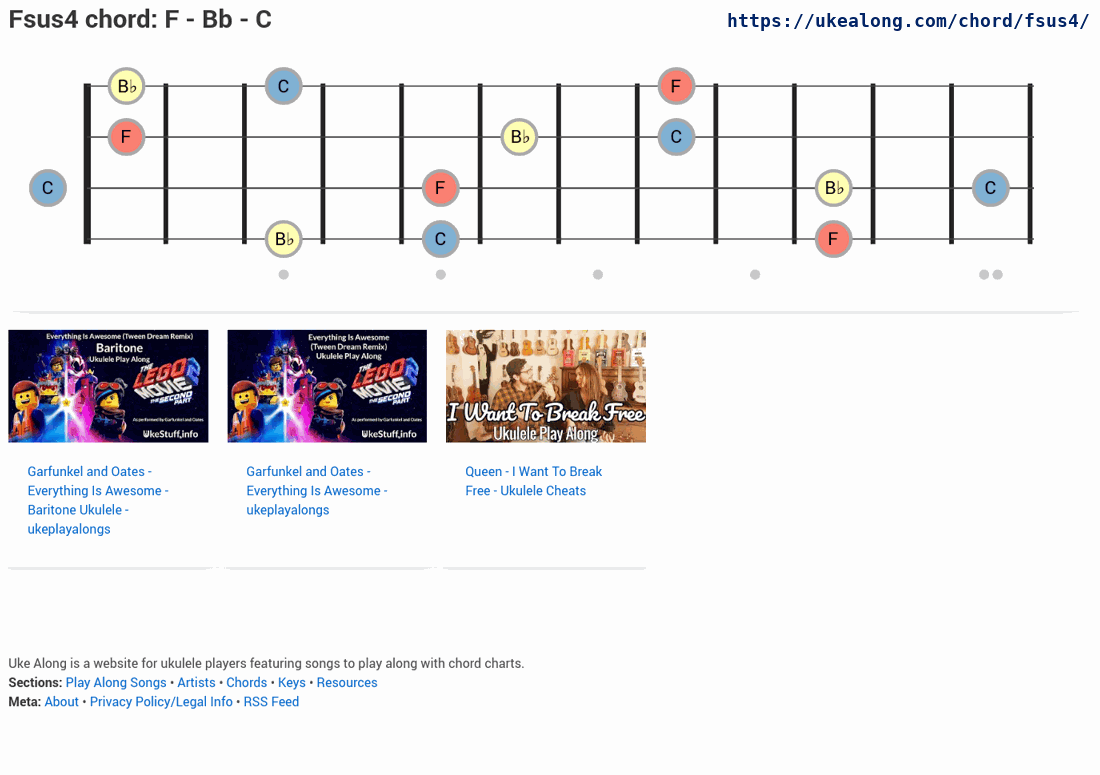 Fsus4 chord: F - Bb - C
https://ukealong.com/chord/fsus4/
B♭ C F
F B♭ C
C F B♭ C
B♭ C F
Everything Is Awesome (Tween Dream Remix)
Baritone
Ukulele Play Along
THE LEGO MOVIE 2
THE SECOND PART
As performed by Garfunkel and Oates
UkeStuff.info
Everything Is Awesome
(Tween Dream Remix)
Ukulele Play Along
THE LEGO MOVIE 2
THE SECOND PART
As performed by Garfunkel and Oates
UkeStuff.info
I Want To Break Free
Ukulele Play Along
Garfunkel and Oates -
Everything Is Awesome -
Baritone Ukulele -
ukeplayalongs
Garfunkel and Oates -
Everything Is Awesome -
ukeplayalongs
Queen - I Want To Break
Free - Ukulele Cheats
Uke Along is a website for ukulele players featuring songs to play along with chord charts.
Sections: Play Along Songs • Artists • Chords • Keys • Resources
Meta: About • Privacy Policy/Legal Info • RSS Feed